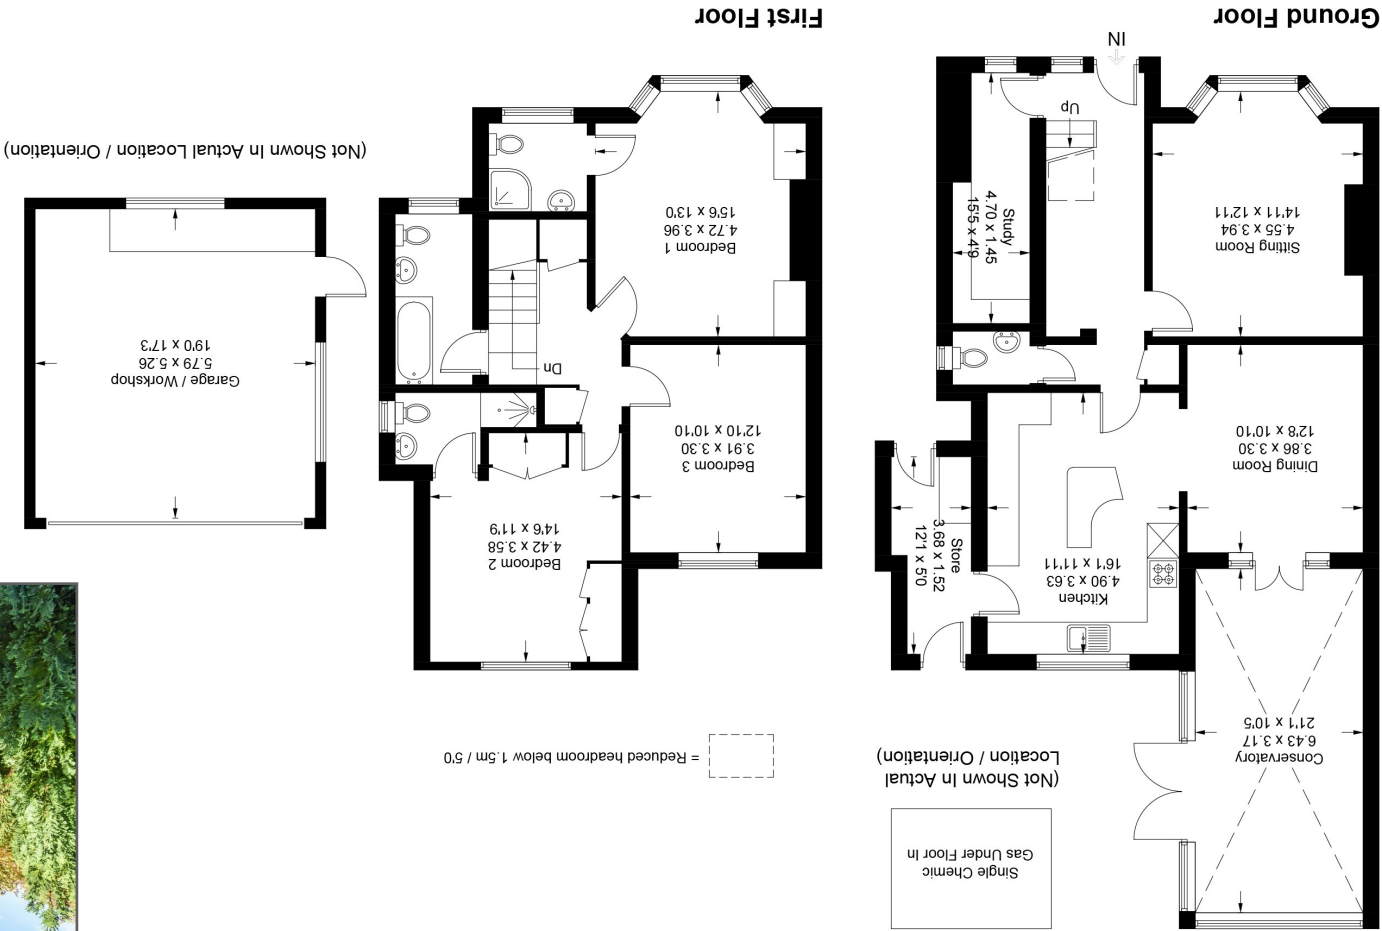 Single Chemic
Gas Under Floor In
(Not Shown In Actual
Location / Orientation)
= Reduced headroom below 1.5m / 5'0
Conservatory
6.43 x 3.17
21'1 x 10'5
Kitchen
4.90 x 3.63
16'1 x 11'11
Store
3.68 x 1.52
12'1 x 5'0
Dining Room
3.86 x 3.30
12'8 x 10'10
Sitting Room
4.55 x 3.94
14'11 x 12'11
Study
4.70 x 1.45
15'5 x 4'9
Up
IN
Ground Floor
Bedroom 2
4.42 x 3.58
14'6 x 11'9
Bedroom 3
3.91 x 3.30
12'10 x 10'10
Dn
Bedroom 1
4.72 x 3.96
15'6 x 13'0
First Floor
Garage / Workshop
5.79 x 5.26
19'0 x 17'3
(Not Shown In Actual Location / Orientation)